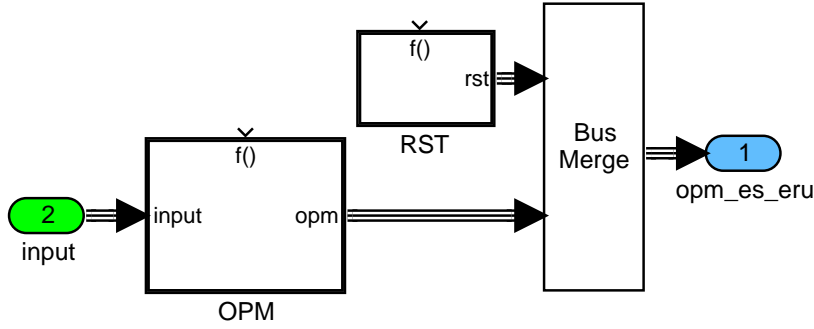 f()
rst
RST
Bus
Merge
1
opm_es_eru
f()
2
input
opm
input
OPM